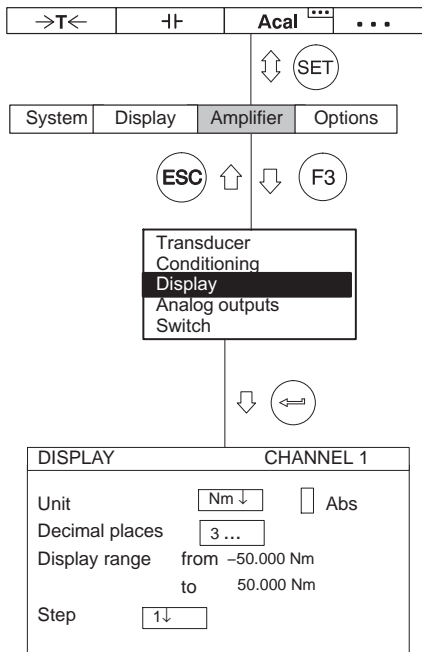 →T← ⊣⊢ Acal ...
SET
System Display Amplifier Options
ESC F3
Transducer
Conditioning
Display
Analog outputs
Switch
DISPLAY CHANNEL 1
Unit Nm ↓ Abs
Decimal places 3 ...
Display range from –50.000 Nm
to 50.000 Nm
Step 1↓